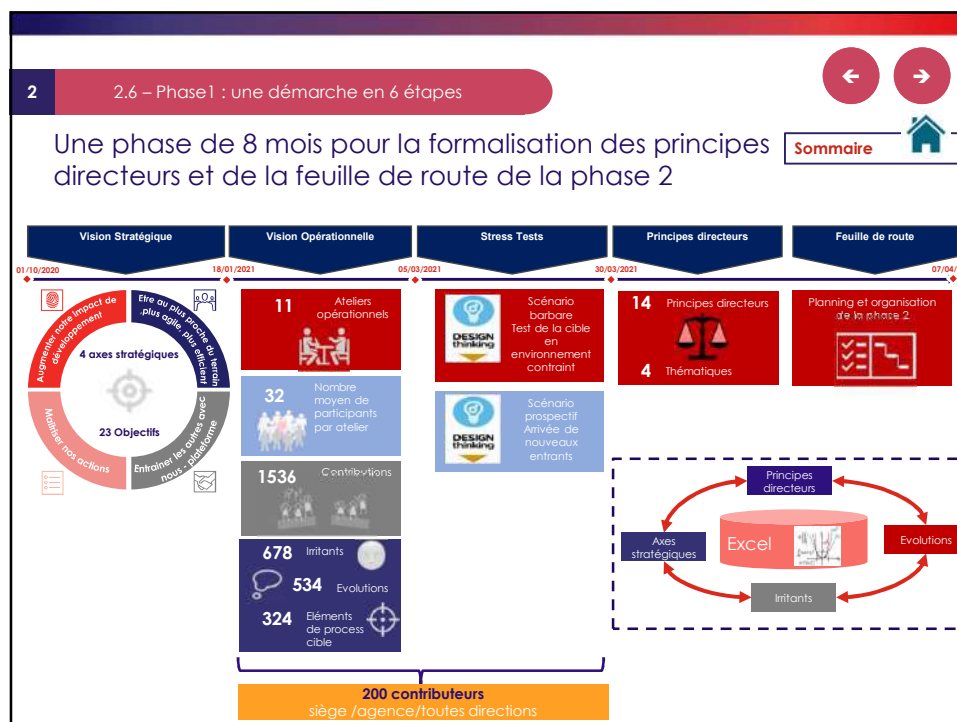 2
2.6 – Phase1 : une démarche en 6 étapes
Une phase de 8 mois pour la formalisation des principes
directeurs et de la feuille de route de la phase 2
Sommaire
Vision Stratégique
Vision Opérationnelle
Stress Tests
Principes directeurs
Feuille de route
01/10/2020
18/01/2021
05/03/2021
30/03/2021
07/04/
Augmenter notre impact de
développement
Etre au plus proche du terrain
,plus agile, plus efficient
Maîtriser nos actions
Entrainer les autres avec
nous - plateforme
4 axes stratégiques
23 Objectifs
11
Ateliers
opérationnels
32
Nombre
moyen de
participants
par atelier
1536
Contributions
678
Irritants
534
Evolutions
324
Eléments
de process
cible
200 contributeurs
siège /agence/toutes directions
DESIGN
thinking
Scénario
barbare
Test de la cible
en
environnement
contraint
DESIGN
thinking
Scénario
prospectif
Arrivée de
nouveaux
entrants
14
Principes directeurs
4
Thématiques
Planning et organisation
de la phase 2
Principes
directeurs
Axes
stratégiques
Excel
Evolutions
Irritants